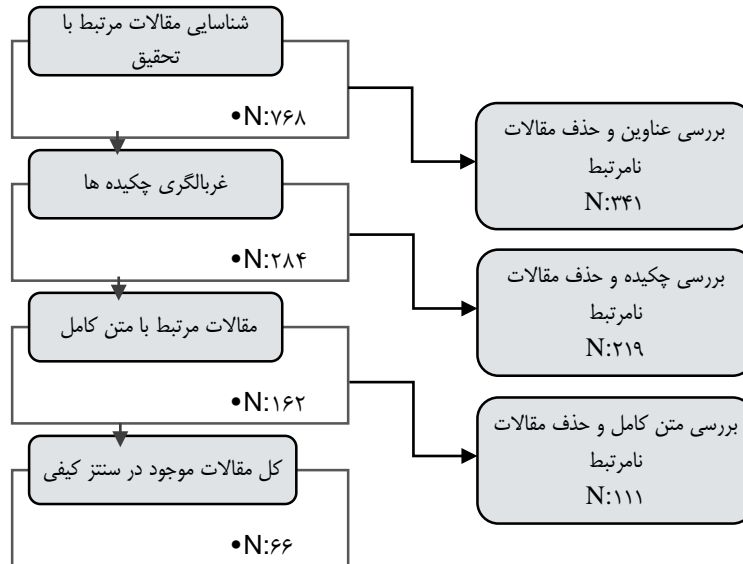 شناسایی مقالات مرتبط با
تحقیق
•N:۷۶۸
بررسی عناوین و حذف مقالات
نامرتبط
N:۳۴۱
غربالگری چکیده ها
•N:۲۸۴
بررسی چکیده و حذف مقالات
نامرتبط
N:۲۱۹
مقالات مرتبط با متن کامل
•N:۱۶۲
بررسی متن کامل و حذف مقالات
نامرتبط
N:۱۱۱
کل مقالات موجود در سنتز کیفی
•N:۶۶